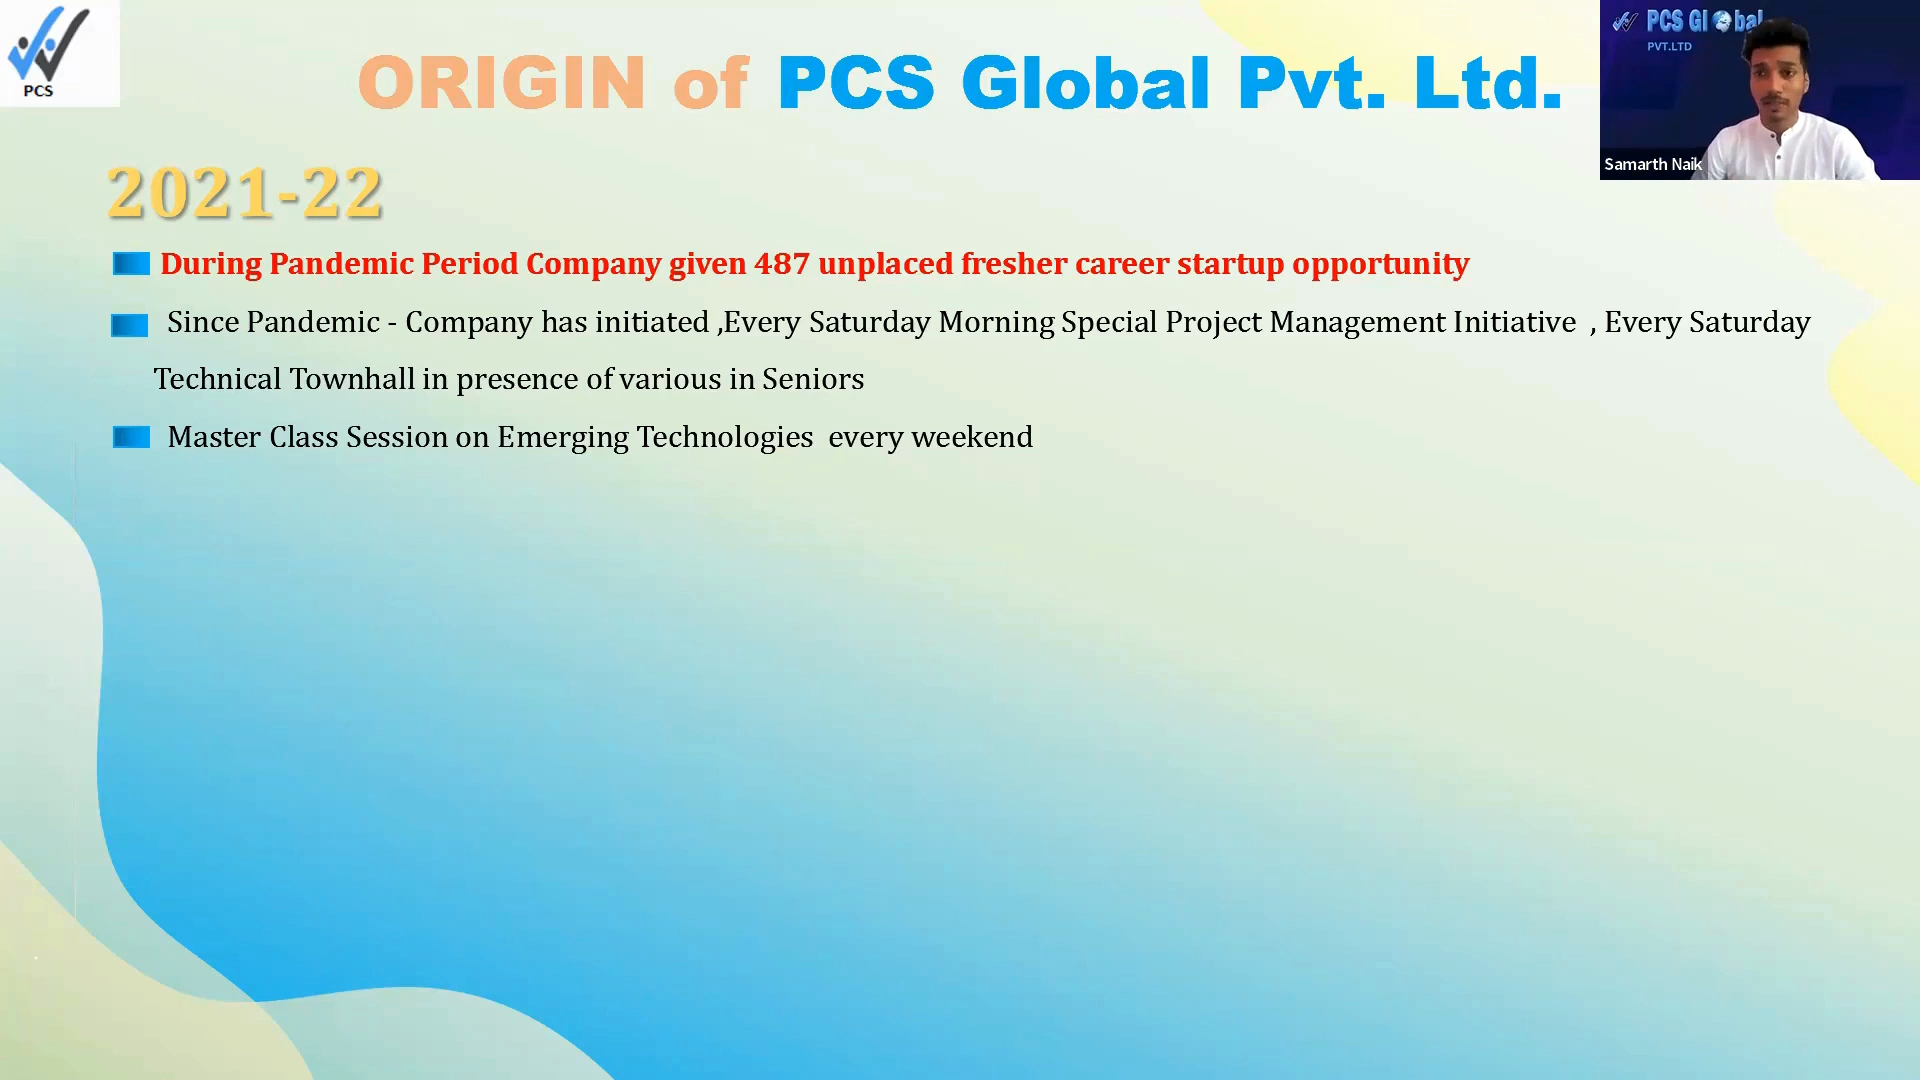 PCS
ORIGIN of PCS Global Pvt. Ltd.
PCS Global
PVT.LTD
Samarth Naik
2021-22
During Pandemic Period Company given 487 unplaced fresher career startup opportunity
Since Pandemic - Company has initiated ,Every Saturday Morning Special Project Management Initiative , Every Saturday
Technical Townhall in presence of various in Seniors
Master Class Session on Emerging Technologies every weekend